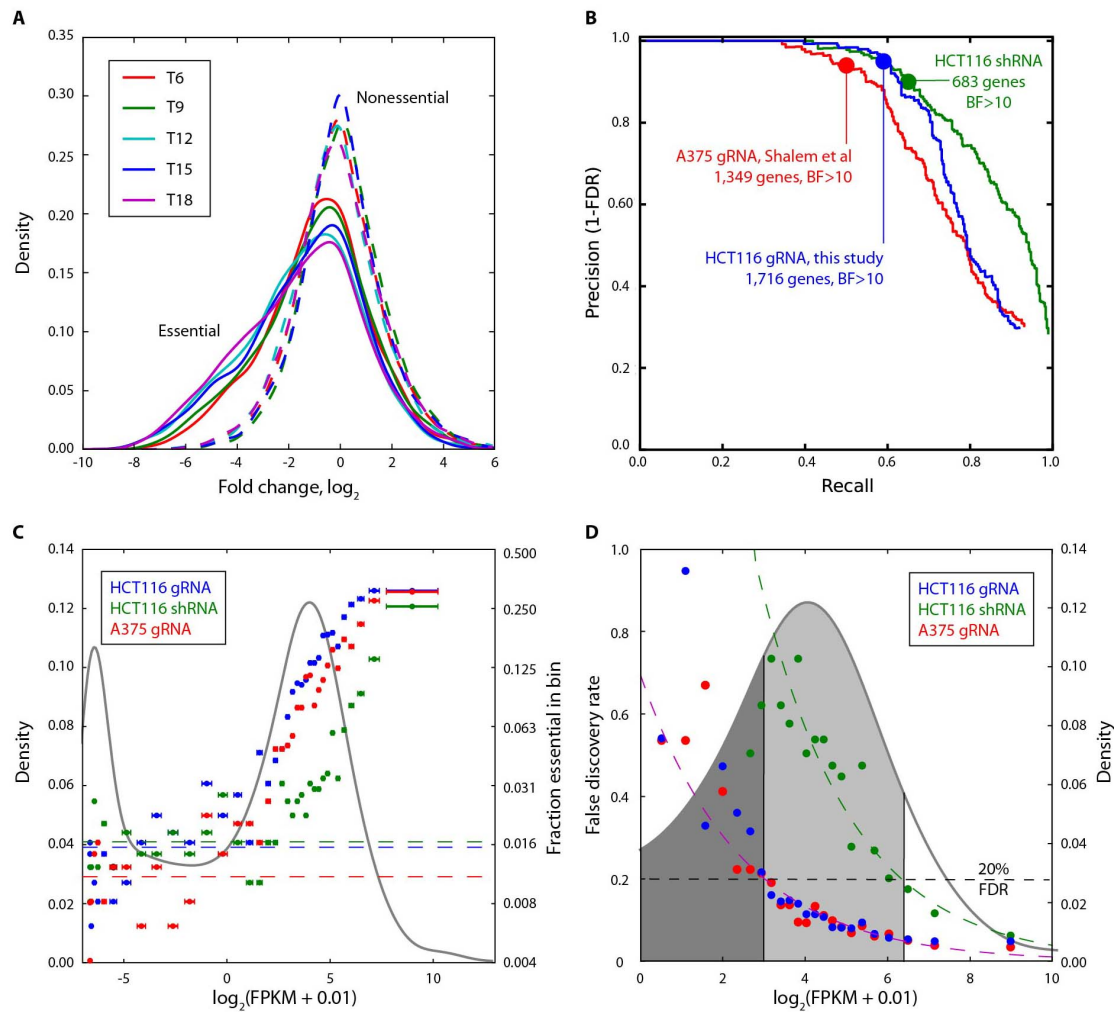 A
0.35
0.30
0.25
0.20
0.15
0.10
0.05
0.00
Density
T6
T9
T12
T15
T18
Nonessential
Essential
-10
-8
-6
-4
-2
0
2
4
6
Fold change, log2
B
1.0
0.8
0.60
0.4
0.2
0.0
Precision (1-FDR)
HCT116 shRNA
683 genes
BF>10
A375 gRNA, Shalem et al
1,349 genes, BF>10
HCT116 gRNA, this study
1,716 genes, BF>10
0.0
0.2
0.4
0.6
0.8
1.0
Recall
C
0.14
0.12
0.10
0.08
0.06
0.04
0.02
0.00
Density
HCT116 gRNA
HCT116 shRNA
A375 gRNA
0.500
0.250
0.125
0.063
0.031
0.016
0.008
0.004
Fraction essential in bin
-5
0
5
10
log2(FPKM + 0.01)
D
1.0
0.8
0.6
0.4
0.2
0
False discovery rate
HCT116 gRNA
HCT116 shRNA
A375 gRNA
20%
FDR
0.14
0.12
0.10
0.08
0.06
0.04
0.02
0.00
Density
0
2
4
6
8
10
log2(FPKM + 0.01)